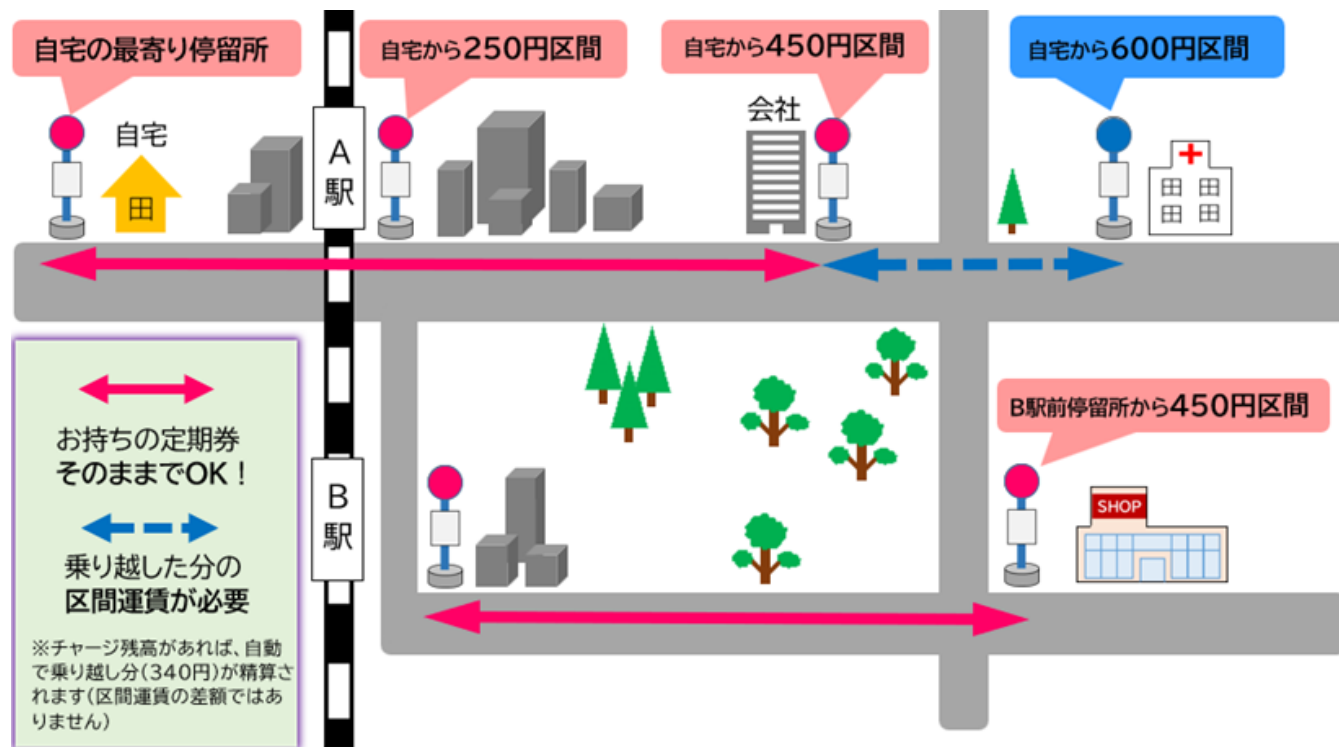 自宅の最寄り停留所
自宅から250円区間
自宅から450円区間
自宅から600円区間
自宅
A
駅
会社
お持ちの定期券
そのままでOK！
乗り越した分の
区間運賃が必要
※チャージ残高があれば、自動
で乗り越し分(340円)が精算さ
れます(区間運賃の差額ではあ
りません)
B
駅
B駅前停留所から450円区間
SHOP